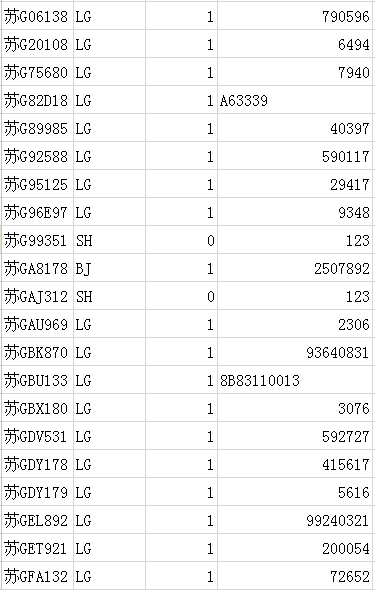 苏G06138 LG 1 790596
苏G20108 LG 1 6494
苏G75680 LG 1 7940
苏G82D18 LG 1 A63339
苏G89985 LG 1 40397
苏G92588 LG 1 590117
苏G95125 LG 1 29417
苏G96E97 LG 1 9348
苏G99351 SH 0 123
苏GA8178 BJ 1 2507892
苏GAJ312 SH 0 123
苏GAU969 LG 1 2306
苏GBK870 LG 1 93640831
苏GBU133 LG 1 8B83110013
苏GBX180 LG 1 3076
苏GDV531 LG 1 592727
苏GDY178 LG 1 415617
苏GDY179 LG 1 5616
苏GEL892 LG 1 99240321
苏GET921 LG 1 200054
苏GFA132 LG 1 72652